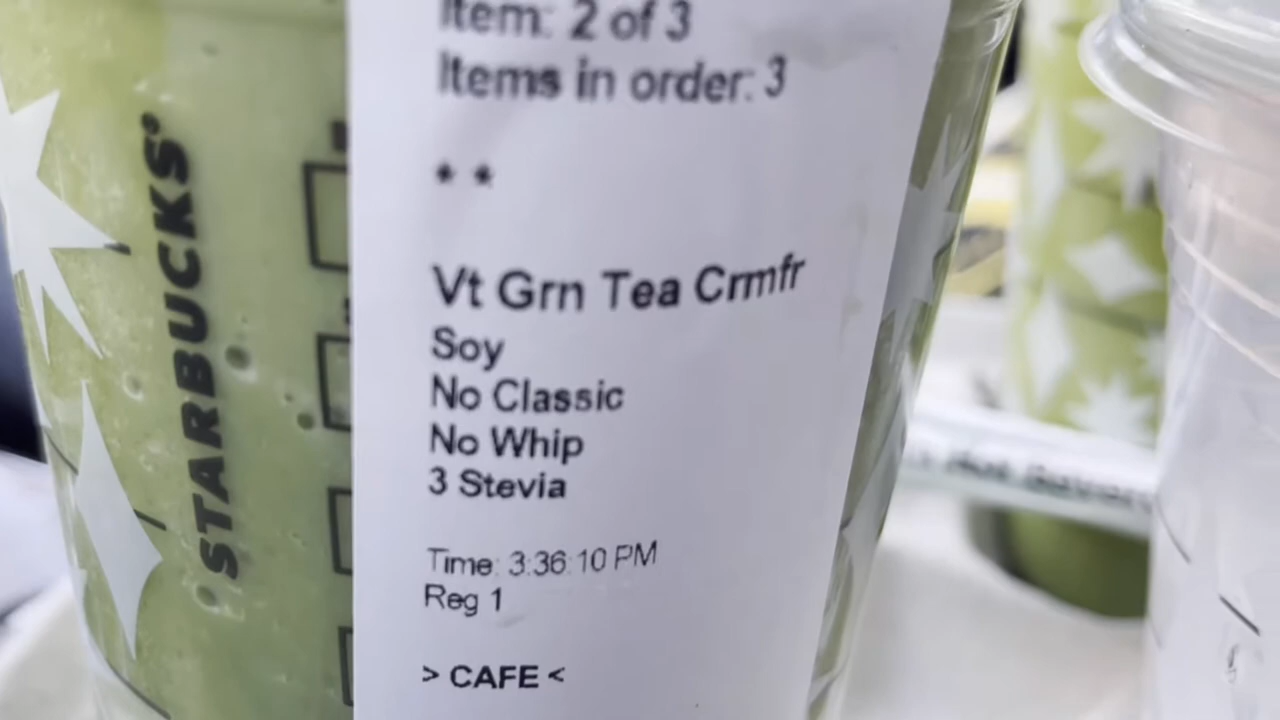 STARBUCKS
Item: 2 of 3
Items in order: 3
* *
Vt Grn Tea Crmfr
Soy
No Classic
No Whip
3 Stevia
Time: 3:36:10 PM
Reg 1
> CAFE <